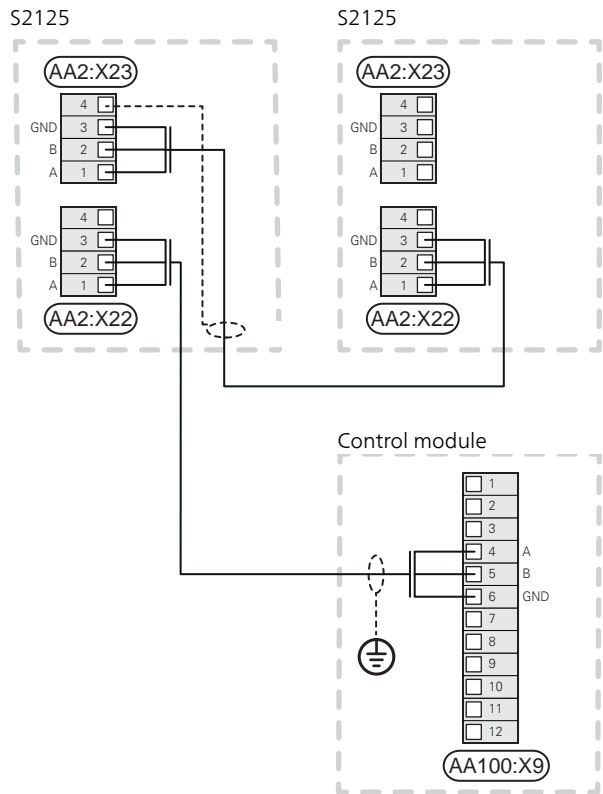 S2125
AA2:X23
4
GND 3
B 2
A 1
4
GND 3
B 2
A 1
AA2:X22
S2125
AA2:X23
4
GND 3
B 2
A 1
4
GND 3
B 2
A 1
AA2:X22
Control module
1
2
3
4 A
5 B
6 GND
7
8
9
10
11
12
AA100:X9